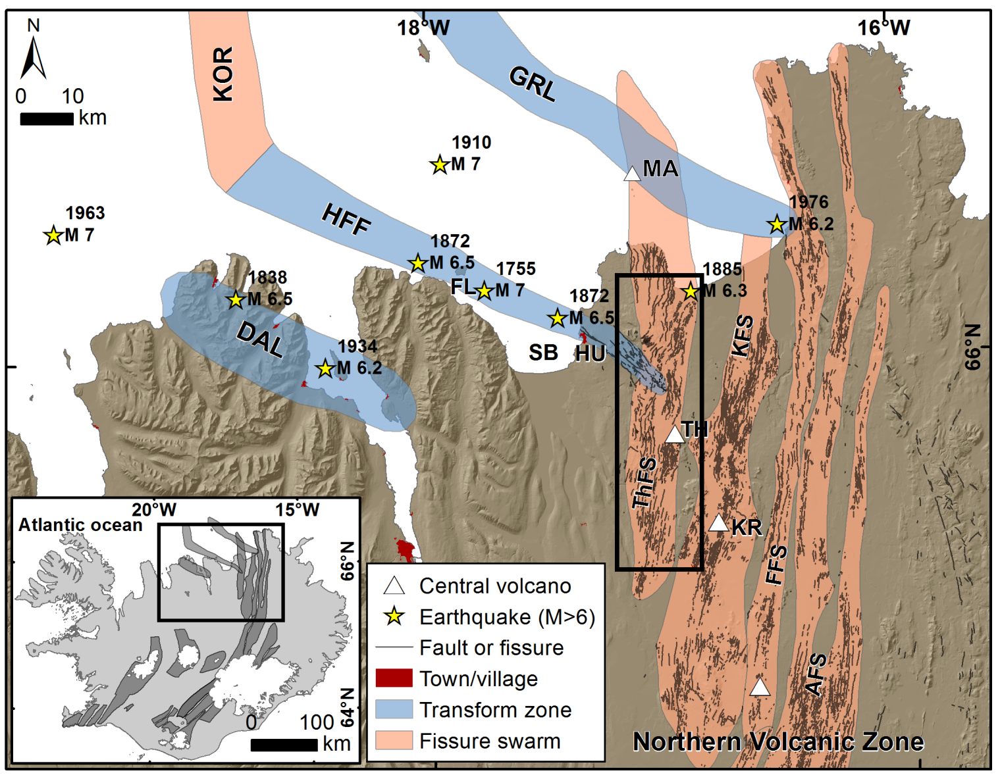 18°W
16°W
N
0 10
km
KOR
GRL
1910
M 7
MA
1963
M 7
HFF
1976
M 6.2
1872
M 6.5
1838
M 6.5
FL
1755
M 7
1885
M 6.3
1872
M 6.5
DAL
1934
M 6.2
SB
HU
KFS
66°N
TH
ThFS
KR
FFS
AFS
Northern Volcanic Zone
20°W
15°W
Atlantic ocean
66°N
64°N
0 100
km
Central volcano
Earthquake (M>6)
Fault or fissure
Town/village
Transform zone
Fissure swarm